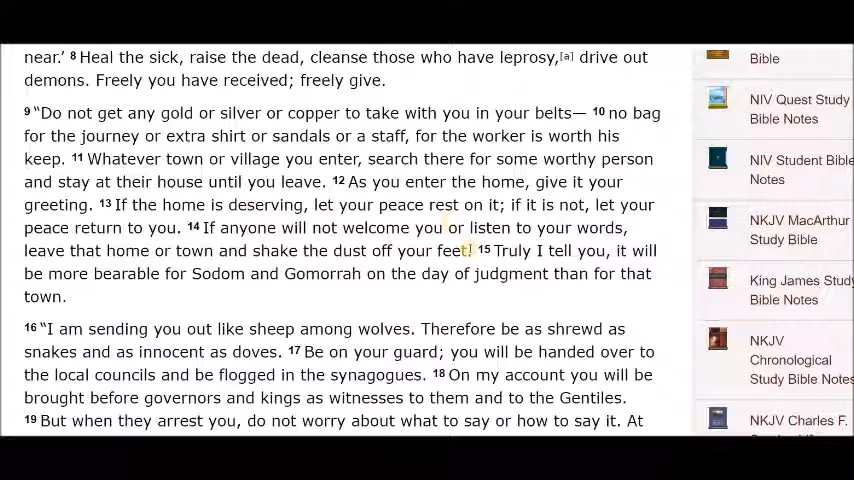 near.’ 8 Heal the sick, raise the dead, cleanse those who have leprosy,[a] drive out
demons. Freely you have received; freely give.
9 “Do not get any gold or silver or copper to take with you in your belts— 10 no bag
for the journey or extra shirt or sandals or a staff, for the worker is worth his
keep. 11 Whatever town or village you enter, search there for some worthy person
and stay at their house until you leave. 12 As you enter the home, give it your
greeting. 13 If the home is deserving, let your peace rest on it; if it is not, let your
peace return to you. 14 If anyone will not welcome you or listen to your words,
leave that home or town and shake the dust off your feet. 15 Truly I tell you, it will
be more bearable for Sodom and Gomorrah on the day of judgment than for that
town.
16 “I am sending you out like sheep among wolves. Therefore be as shrewd as
snakes and as innocent as doves. 17 Be on your guard; you will be handed over to
the local councils and be flogged in the synagogues. 18 On my account you will be
brought before governors and kings as witnesses to them and to the Gentiles.
19 But when they arrest you, do not worry about what to say or how to say it. At
Bible
NIV Quest Study
Bible Notes
NIV Student Bible
Notes
NKJV MacArthur
Study Bible
King James Study
Bible Notes
NKJV
Chronological
Study Bible Notes
NKJV Charles F.